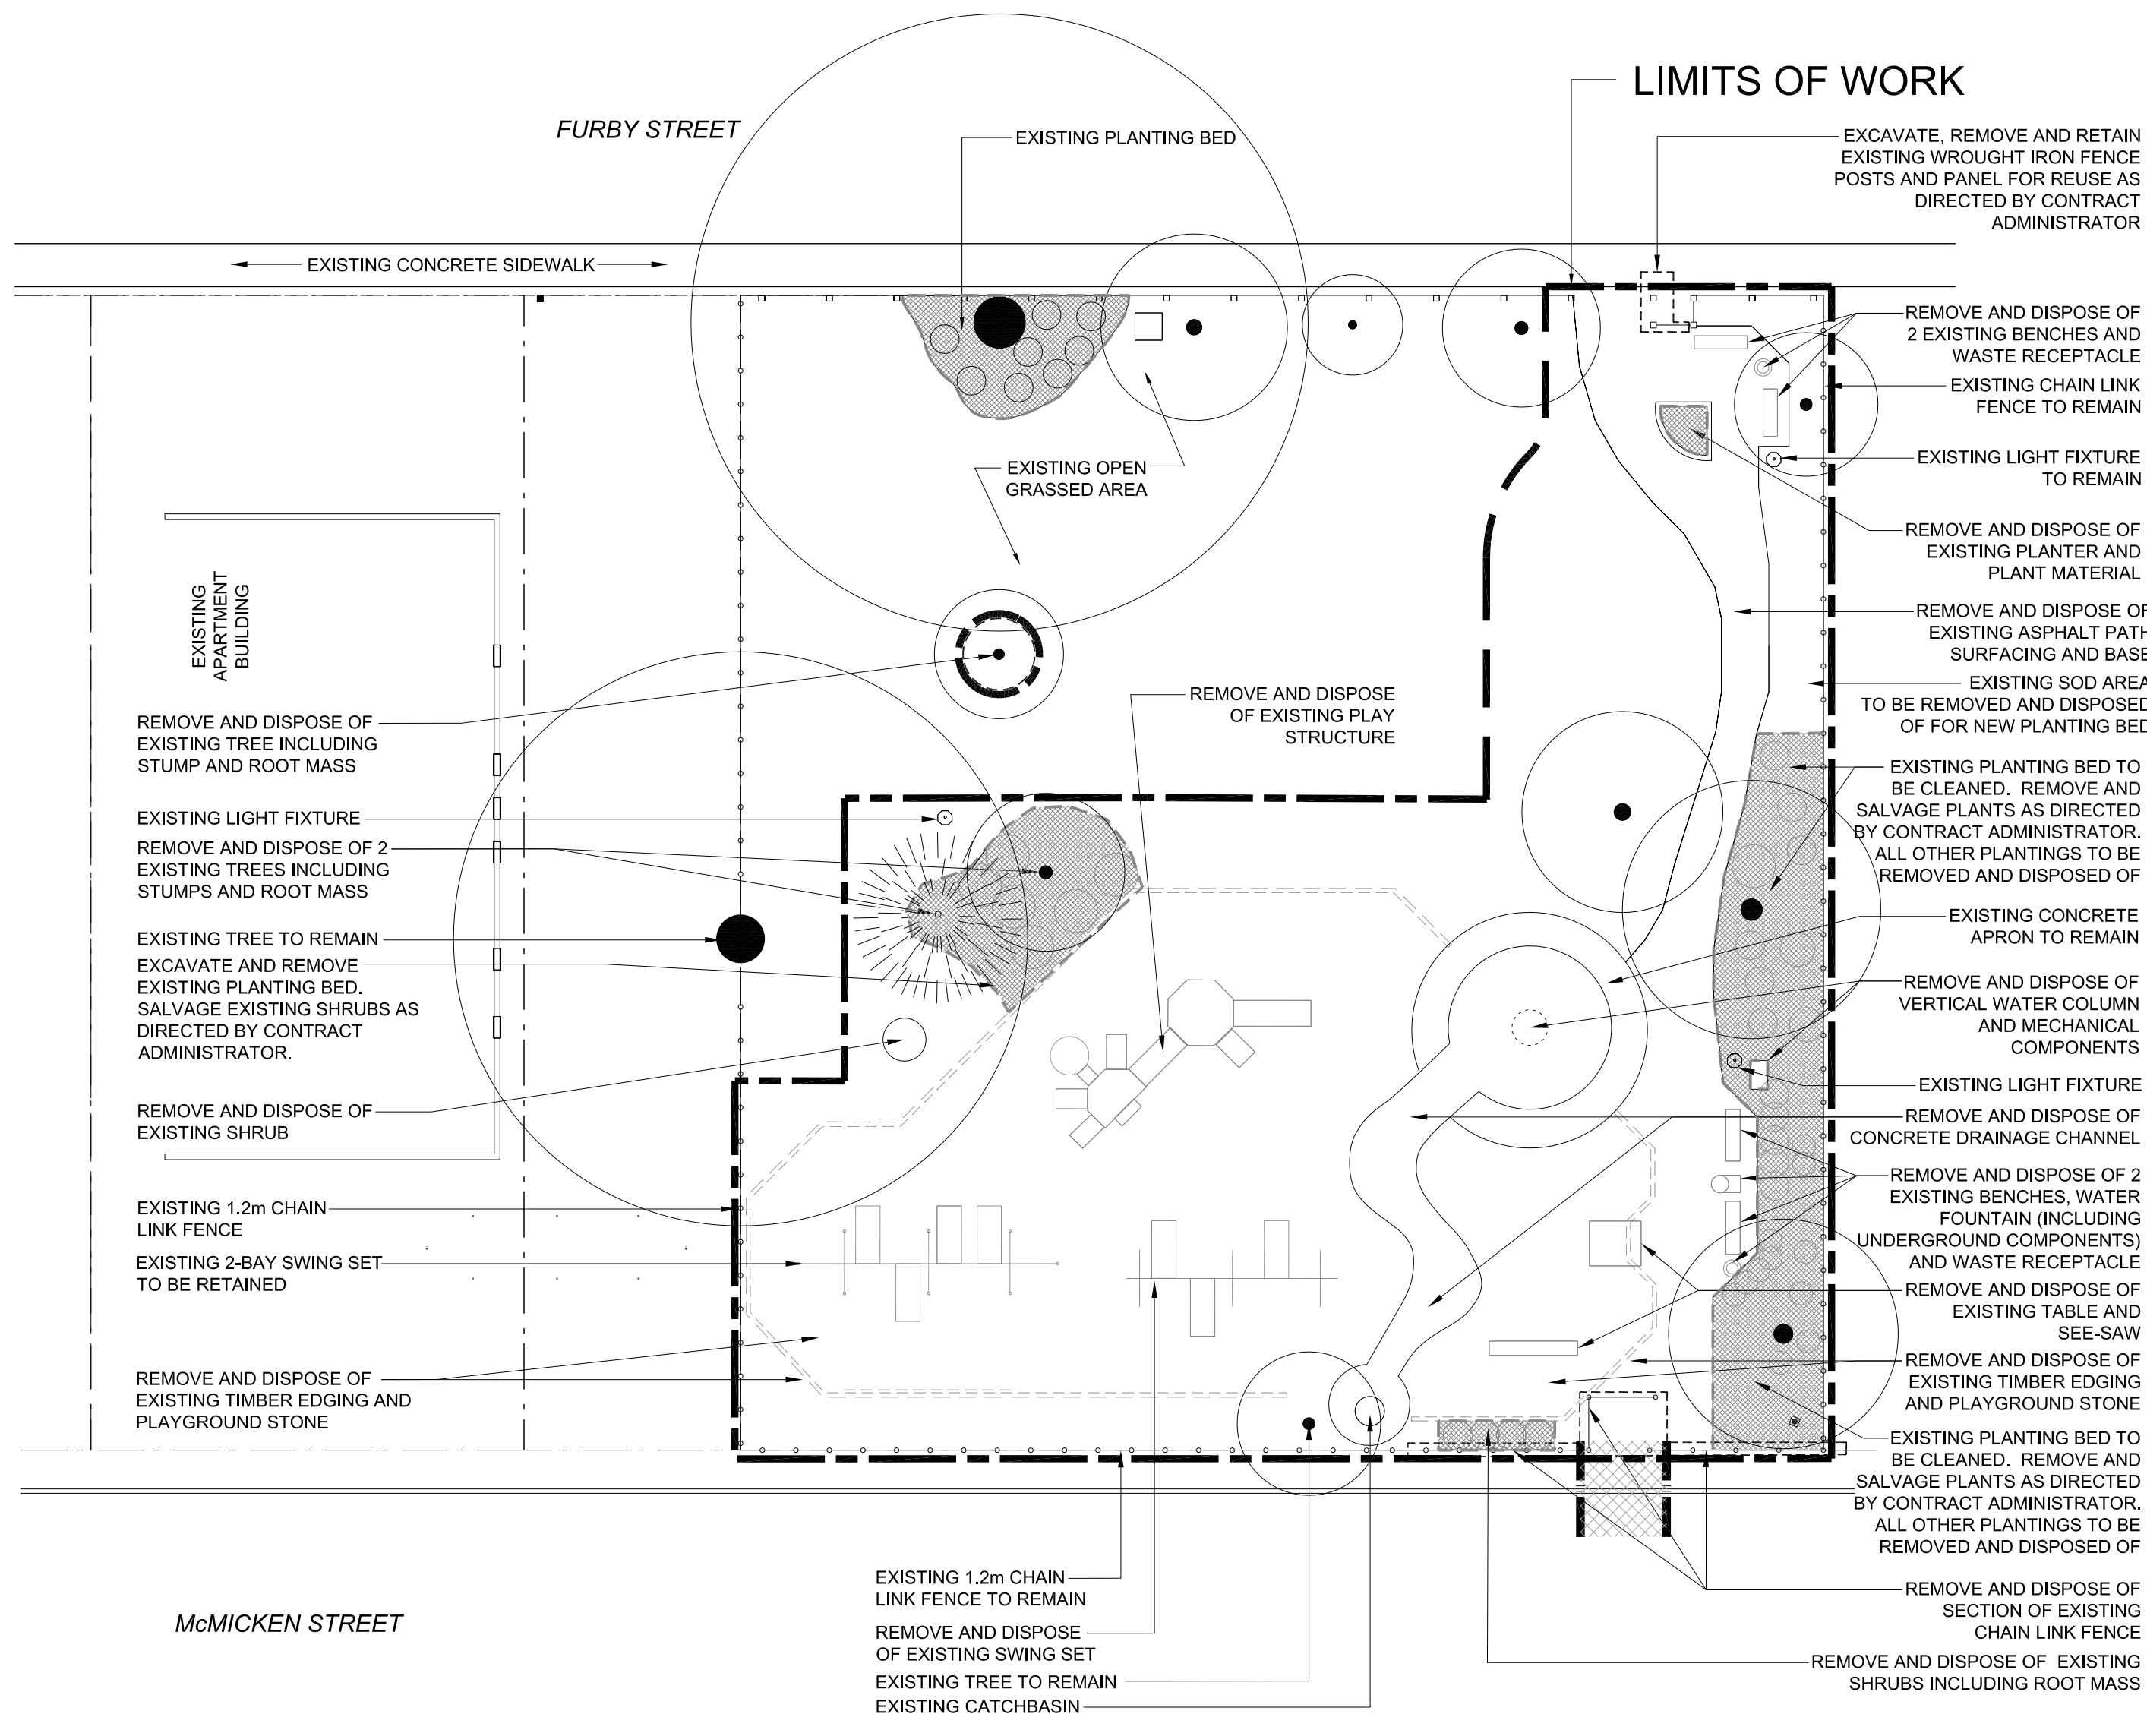 LIMITS OF WORK
FURBY STREET
EXISTING PLANTING BED
EXCAVATE, REMOVE AND RETAIN
EXISTING WROUGHT IRON FENCE
POSTS AND PANEL FOR REUSE AS
DIRECTED BY CONTRACT
ADMINISTRATOR
EXISTING CONCRETE SIDEWALK
REMOVE AND DISPOSE OF
2 EXISTING BENCHES AND
WASTE RECEPTACLE
EXISTING CHAIN LINK
FENCE TO REMAIN
EXISTING LIGHT FIXTURE
TO REMAIN
EXISTING OPEN
GRASSED AREA
REMOVE AND DISPOSE OF
EXISTING PLANTER AND
PLANT MATERIAL
EXISTING
APARTMENT
BUILDING
REMOVE AND DISPOSE OF
EXISTING ASPHALT PATH
SURFACING AND BASE
EXISTING SOD AREA
TO BE REMOVED AND DISPOSED
OF FOR NEW PLANTING BED
REMOVE AND DISPOSE
OF EXISTING PLAY
STRUCTURE
REMOVE AND DISPOSE OF
EXISTING TREE INCLUDING
STUMP AND ROOT MASS
EXISTING PLANTING BED TO
BE CLEANED. REMOVE AND
SALVAGE PLANTS AS DIRECTED
BY CONTRACT ADMINISTRATOR.
ALL OTHER PLANTINGS TO BE
REMOVED AND DISPOSED OF
EXISTING LIGHT FIXTURE
REMOVE AND DISPOSE OF 2
EXISTING TREES INCLUDING
STUMPS AND ROOT MASS
EXISTING CONCRETE
APRON TO REMAIN
EXISTING TREE TO REMAIN
EXCAVATE AND REMOVE
EXISTING PLANTING BED.
SALVAGE EXISTING SHRUBS AS
DIRECTED BY CONTRACT
ADMINISTRATOR.
REMOVE AND DISPOSE OF
VERTICAL WATER COLUMN
AND MECHANICAL
COMPONENTS
EXISTING LIGHT FIXTURE
REMOVE AND DISPOSE OF
EXISTING SHRUB
REMOVE AND DISPOSE OF
CONCRETE DRAINAGE CHANNEL
REMOVE AND DISPOSE OF 2
EXISTING BENCHES, WATER
FOUNTAIN (INCLUDING
UNDERGROUND COMPONENTS)
AND WASTE RECEPTACLE
EXISTING 1.2m CHAIN
LINK FENCE
EXISTING 2-BAY SWING SET
TO BE RETAINED
REMOVE AND DISPOSE OF
EXISTING TABLE AND
SEE-SAW
REMOVE AND DISPOSE OF
EXISTING TIMBER EDGING AND
PLAYGROUND STONE
REMOVE AND DISPOSE OF
EXISTING TIMBER EDGING
AND PLAYGROUND STONE
EXISTING PLANTING BED TO
BE CLEANED. REMOVE AND
SALVAGE PLANTS AS DIRECTED
BY CONTRACT ADMINISTRATOR.
ALL OTHER PLANTINGS TO BE
REMOVED AND DISPOSED OF
EXISTING 1.2m CHAIN
LINK FENCE TO REMAIN
REMOVE AND DISPOSE
OF EXISTING SWING SET
EXISTING TREE TO REMAIN
EXISTING CATCHBASIN
McMICKEN STREET
REMOVE AND DISPOSE OF
SECTION OF EXISTING
CHAIN LINK FENCE
REMOVE AND DISPOSE OF EXISTING
SHRUBS INCLUDING ROOT MASS